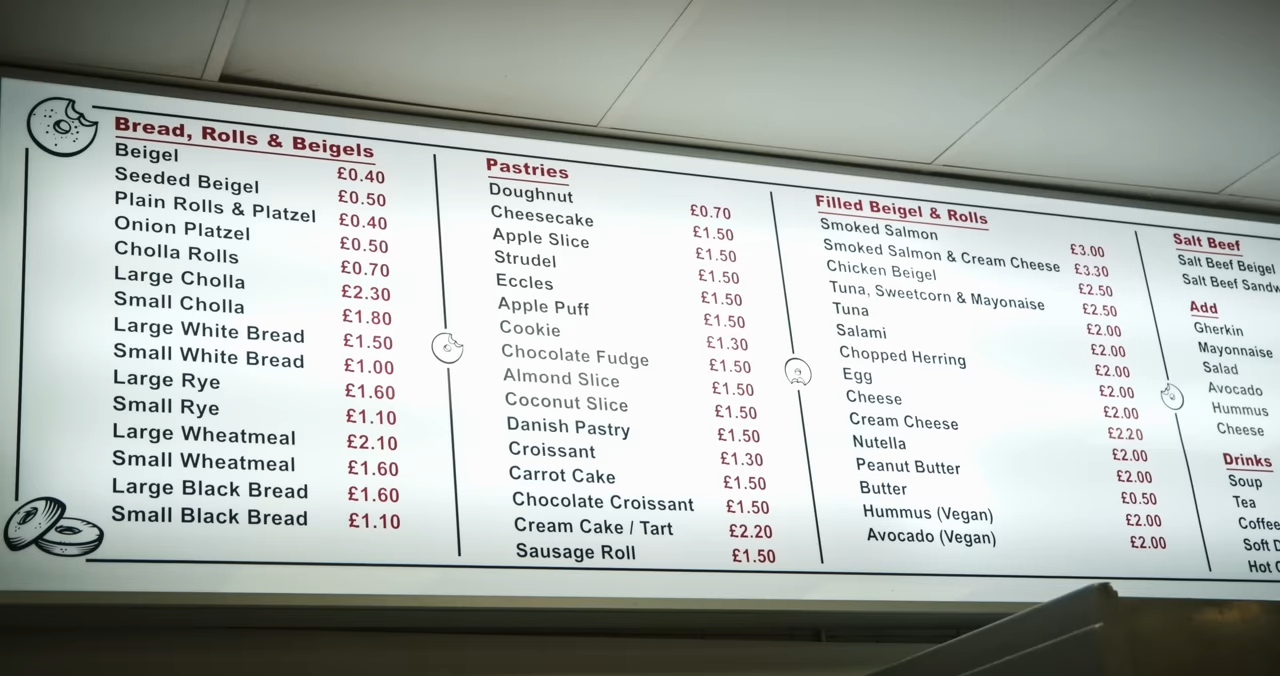 Bread, Rolls & Beigels
Beigel £0.40
Seeded Beigel £0.50
Plain Rolls & Platzel £0.40
Onion Platzel £0.50
Cholla Rolls £0.70
Large Cholla £2.30
Small Cholla £1.80
Large White Bread £1.50
Small White Bread £1.00
Large Rye £1.60
Small Rye £1.10
Large Wheatmeal £2.10
Small Wheatmeal £1.60
Large Black Bread £1.60
Small Black Bread £1.10
Pastries
Doughnut £0.70
Cheesecake £1.50
Apple Slice £1.50
Strudel £1.50
Eccles £1.50
Apple Puff £1.50
Cookie £1.30
Chocolate Fudge £1.50
Almond Slice £1.50
Coconut Slice £1.50
Danish Pastry £1.50
Croissant £1.30
Carrot Cake £1.50
Chocolate Croissant £1.50
Cream Cake / Tart £2.20
Sausage Roll £1.50
Filled Beigel & Rolls
Smoked Salmon £3.00
Smoked Salmon & Cream Cheese £3.30
Chicken Beigel £2.50
Tuna, Sweetcorn & Mayonaise £2.50
Tuna £2.00
Salami £2.00
Chopped Herring £2.00
Egg £2.00
Cheese £2.00
Cream Cheese £2.20
Nutella £2.00
Peanut Butter £2.00
Butter £0.50
Hummus (Vegan) £2.00
Avocado (Vegan) £2.00
Salt Beef
Salt Beef Beigel
Salt Beef
Add
Gherkin
Mayonnaise
Salad
Avocado
Hummus
Cheese
Drinks
Soup
Tea
Coffee
Soft
Hot